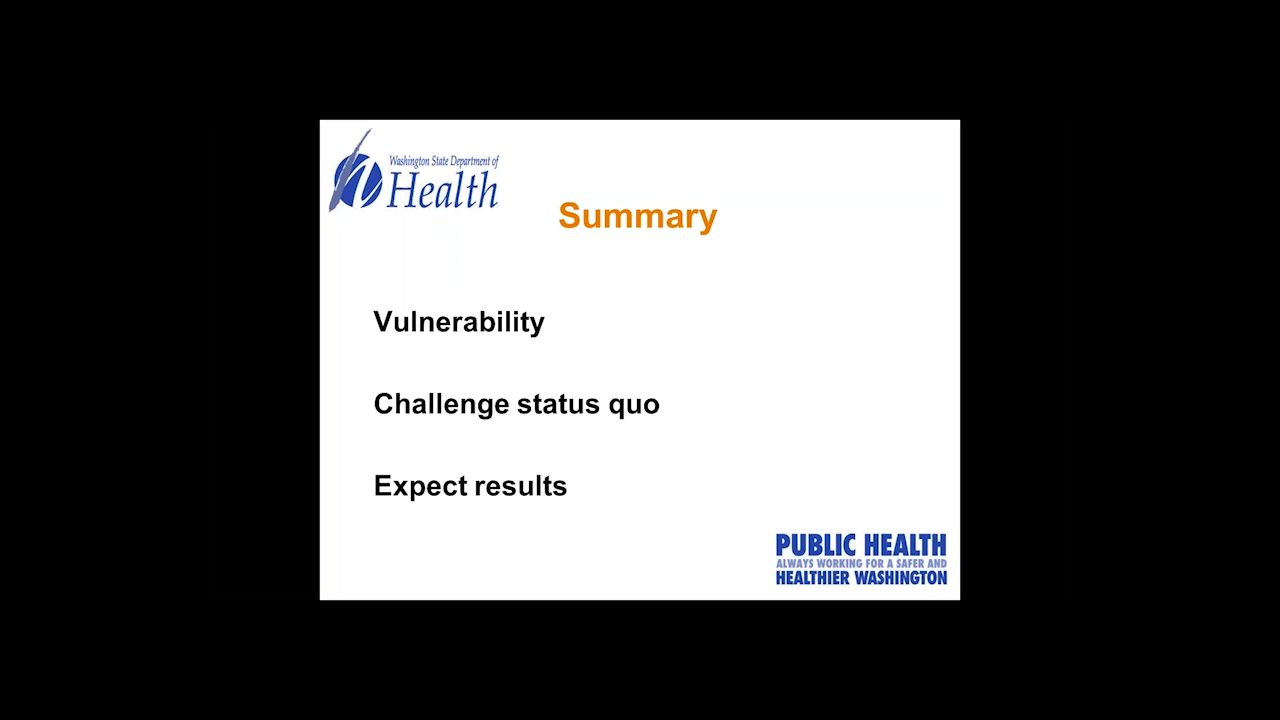 Washington State Department of
Health
Summary
Vulnerability
Challenge status quo
Expect results
PUBLIC HEALTH
ALWAYS WORKING FOR A SAFER AND
HEALTHIER WASHINGTON